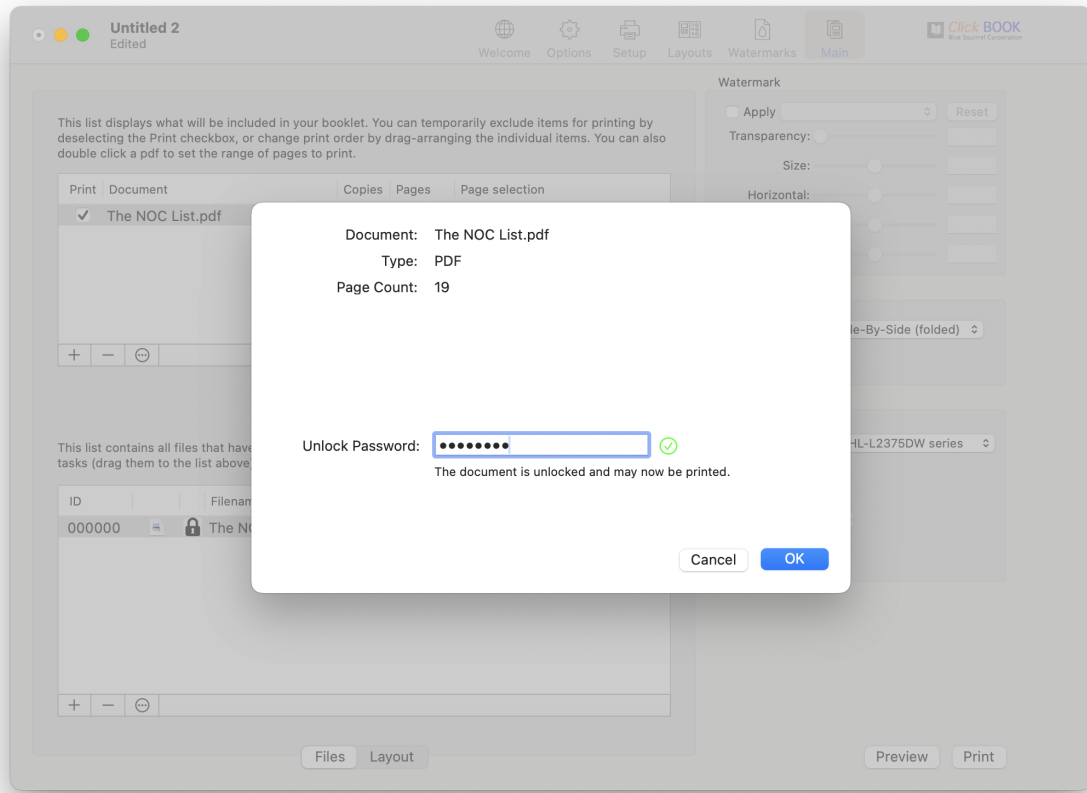 Untitled 2
Edited
Welcome Options Setup Layouts Watermarks Main
Click BOOK
Blue Squirrel Corporation
This list displays what will be included in your booklet. You can temporarily exclude items for printing by
deselecting the Print checkbox, or change print order by drag-arranging the individual items. You can also
double click a pdf to set the range of pages to print.
Print Document Copies Pages Page selection
The NOC List.pdf
Watermark
Apply Reset
Transparency:
Size:
Horizontal:
Document: The NOC List.pdf
Type: PDF
Page Count: 19
Unlock Password: ●●●●●●●●
The document is unlocked and may now be printed.
Cancel OK
le-By-Side (folded)
HL-L2375DW series
This list contains all files that have
tasks (drag them to the list above
ID Filenam
000000 The NO
Files Layout
Preview Print